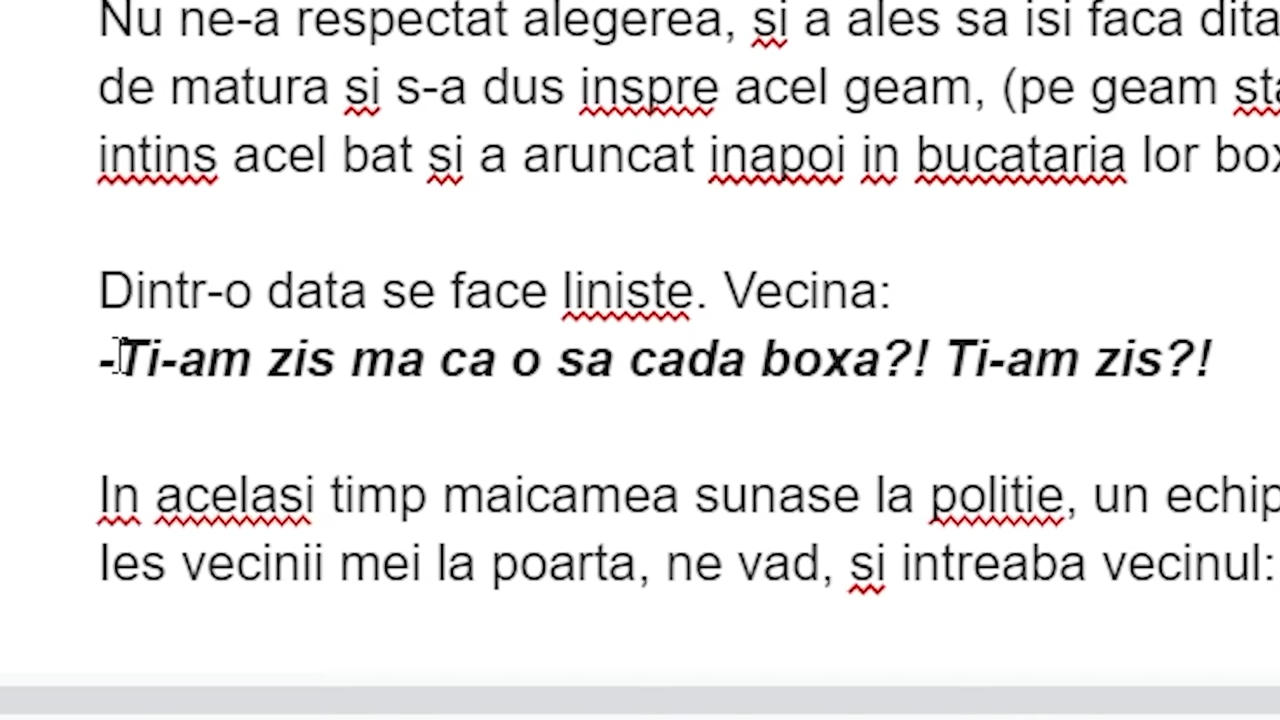 Nu ne-a respectat alegerea, si a ales sa isi faca
de matura si s-a dus inspre acel geam, (pe geam
intins acel bat si a aruncat inapoi in bucataria lor
Dintr-o data se face liniste. Vecina:
-Ti-am zis ma ca o sa cada boxa?! Ti-am zis?!
In acelasi timp maicamea sunase la politie, un
Ies vecinii mei la poarta, ne vad, si intreaba vecinul: